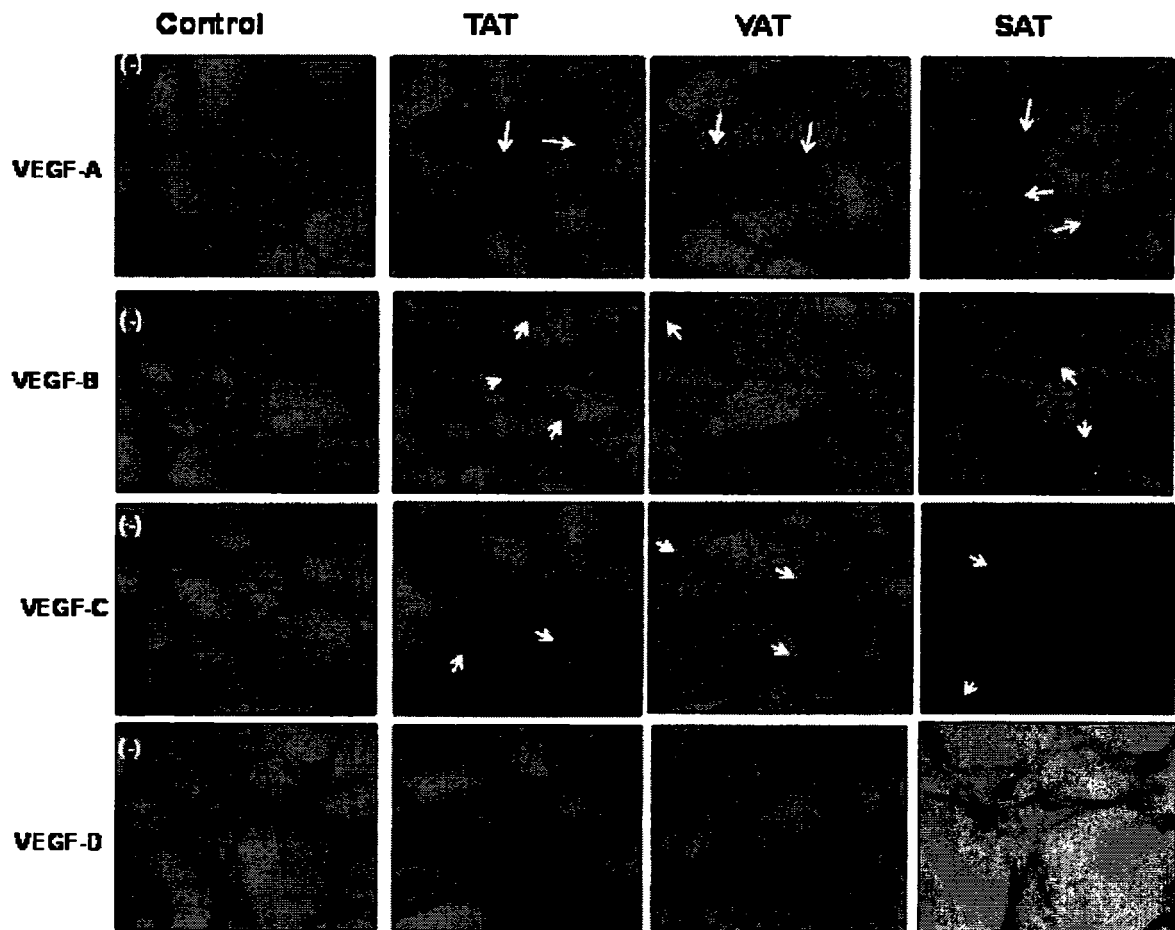 Control TAT VAT SAT
(-)
VEGF-A
(-)
VEGF-B
(-)
VEGF-C
(-)
VEGF-D